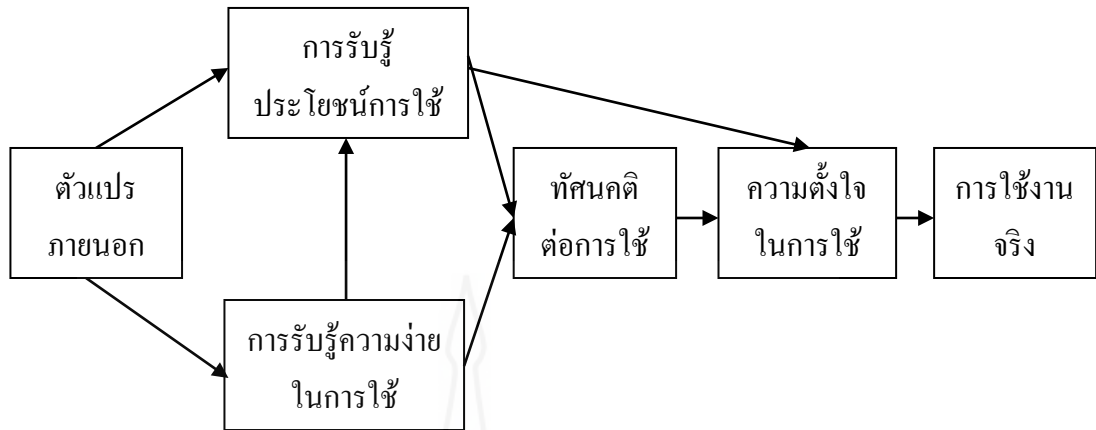 การรับรู้
ประโยชน์การใช้
ตัวแปร
ภายนอก
ทัศนคติ
ต่อการใช้
ความตั้งใจ
ในการใช้
การใช้งาน
จริง
การรับรู้ความง่าย
ในการใช้